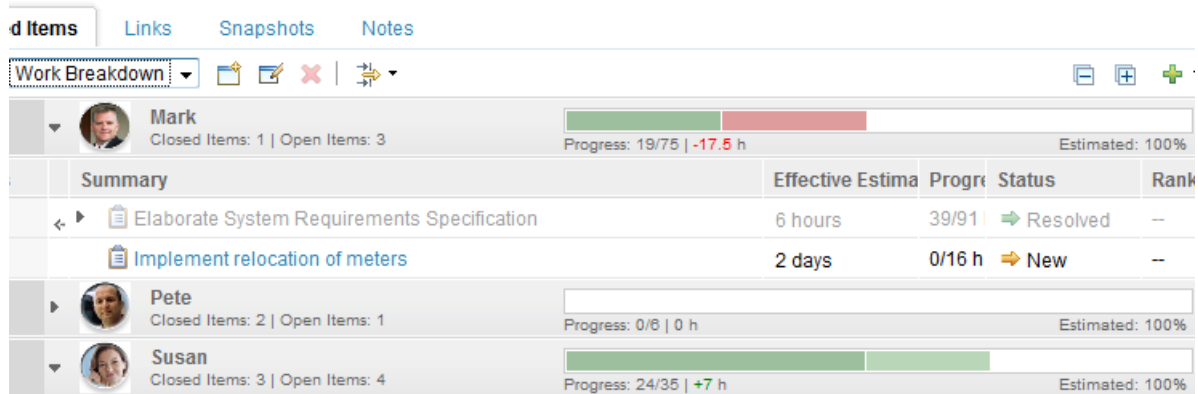 ed Items Links Snapshots Notes
Work Breakdown
Mark
Closed Items: 1 | Open Items: 3
Progress: 19/75 | -17.5 h Estimated: 100%
Summary Effective Estima Progre Status Rank
Elaborate System Requirements Specification 6 hours 39/91 Resolved --
Implement relocation of meters 2 days 0/16 h New --
Pete
Closed Items: 2 | Open Items: 1
Progress: 0/6 | 0 h Estimated: 100%
Susan
Closed Items: 3 | Open Items: 4
Progress: 24/35 | +7 h Estimated: 100%